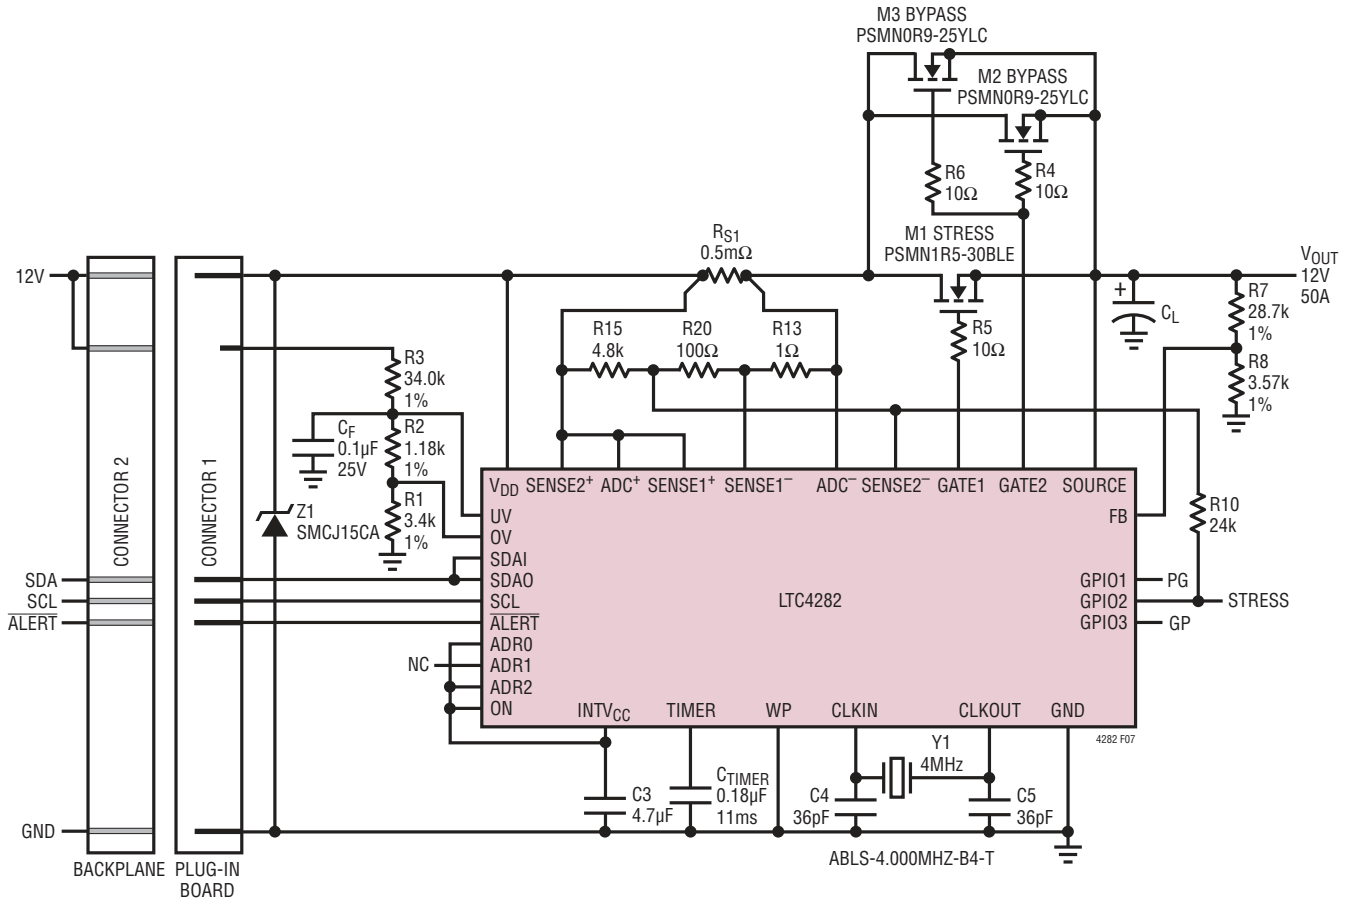 M3 BYPASS
PSMN0R9-25YLC
M2 BYPASS
PSMN0R9-25YLC
R6
10Ω
R4
10Ω
RS1
0.5mΩ
M1 STRESS
PSMN1R5-30BLE
VOUT
12V
50A
12V
R7
28.7k
1%
+
CL
R15
4.8k
R20
100Ω
R13
1Ω
R5
10Ω
R3
34.0k
1%
R8
3.57k
1%
CF
0.1µF
25V
R2
1.18k
1%
CONNECTOR 2
CONNECTOR 1
VDD
SENSE2+
ADC+
SENSE1+
SENSE1–
ADC–
SENSE2–
GATE1
GATE2
SOURCE
Z1
SMCJ15CA
R1
3.4k
1%
UV
OV
SDAI
SDAO
SCL
ALERT
ADR0
ADR1
ADR2
ON
FB
R10
24k
SDA
SCL
ALERT
LTC4282
GPIO1
GPIO2
GPIO3
PG
STRESS
GP
NC
INTVCC
TIMER
WP
CLKIN
CLKOUT
GND
4282 F07
Y1
4MHz
C3
4.7µF
CTIMER
0.18µF
11ms
C4
36pF
C5
36pF
GND
ABLS-4.000MHZ-B4-T
BACKPLANE
PLUG-IN
BOARD